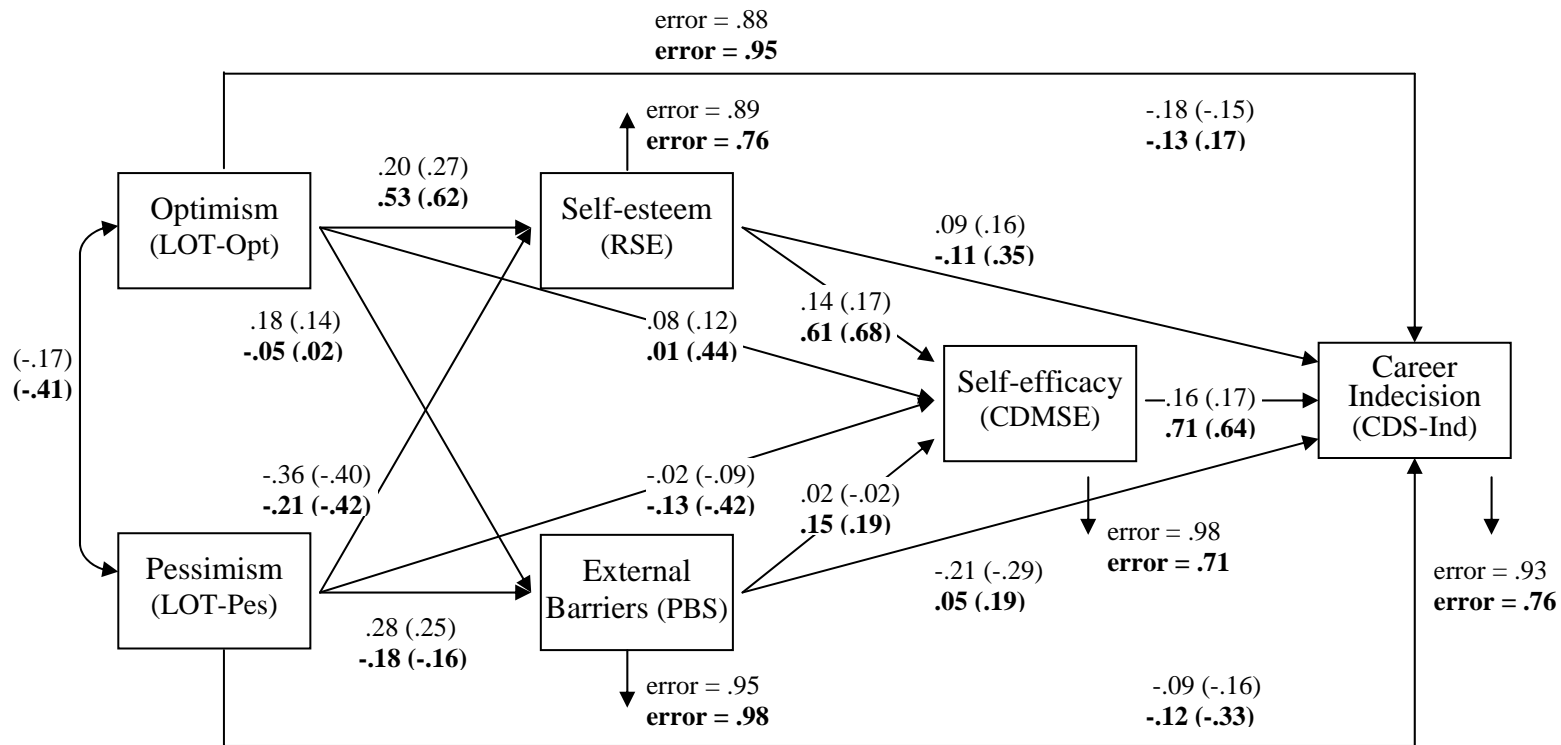 error = .88
error = .95
error = .89
error = .76
-.18 (-.15)
-.13 (.17)
.20 (.27)
.53 (.62)
Optimism
(LOT-Opt)
Self-esteem
(RSE)
.09 (.16)
-.11 (.35)
.14 (.17)
.61 (.68)
.18 (.14)
-.05 (.02)
.08 (.12)
.01 (.44)
(-.17)
(-.41)
Self-efficacy
(CDMSE)
.16 (.17)
.71 (.64)
Career
Indecision
(CDS-Ind)
-.36 (-.40)
-.21 (-.42)
-.02 (-.09)
-.13 (-.42)
.02 (-.02)
.15 (.19)
error = .98
error = .71
Pessimism
(LOT-Pes)
External
Barriers (PBS)
-.21 (-.29)
.05 (.19)
error = .93
error = .76
.28 (.25)
-.18 (-.16)
error = .95
error = .98
-.09 (-.16)
-.12 (-.33)